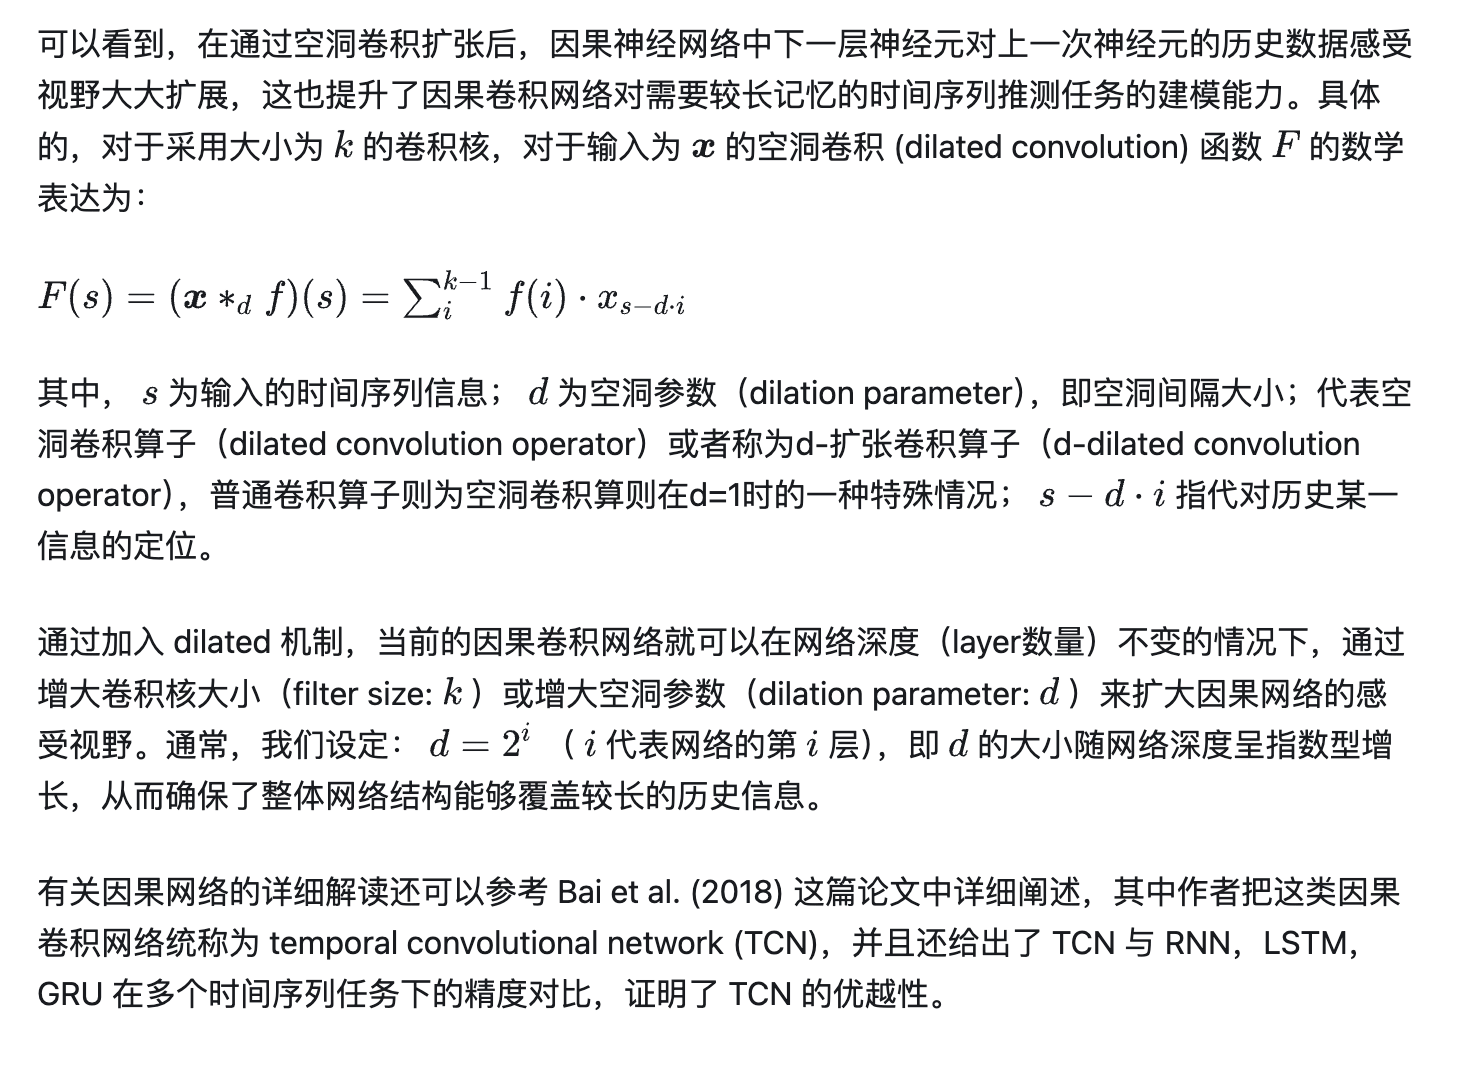 可以看到，在通过空洞卷积扩张后，因果神经网络中下一层神经元对上一次神经元的历史数据感受
视野大大扩展，这也提升了因果卷积网络对需要较长记忆的时间序列推测任务的建模能力。具体
的，对于采用大小为 k 的卷积核，对于输入为 x 的空洞卷积 (dilated convolution) 函数 F 的数学
表达为：
F(s) = (x *_d f)(s) = ∑_i^{k−1} f(i) · x_{s−d·i}
其中， s 为输入的时间序列信息； d 为空洞参数（dilation parameter），即空洞间隔大小；代表空
洞卷积算子（dilated convolution operator）或者称为d-扩张卷积算子（d-dilated convolution
operator），普通卷积算子则为空洞卷积算则在d=1时的一种特殊情况； s − d · i 指代对历史某一
信息的定位。
通过加入 dilated 机制，当前的因果卷积网络就可以在网络深度（layer数量）不变的情况下，通过
增大卷积核大小（filter size: k ）或增大空洞参数（dilation parameter: d ）来扩大因果网络的感
受视野。通常，我们设定： d = 2^i （ i 代表网络的第 i 层），即 d 的大小随网络深度呈指数型增
长，从而确保了整体网络结构能够覆盖较长的历史信息。
有关因果网络的详细解读还可以参考 Bai et al. (2018) 这篇论文中详细阐述，其中作者把这类因果
卷积网络统称为 temporal convolutional network (TCN)，并且还给出了 TCN 与 RNN，LSTM，
GRU 在多个时间序列任务下的精度对比，证明了 TCN 的优越性。